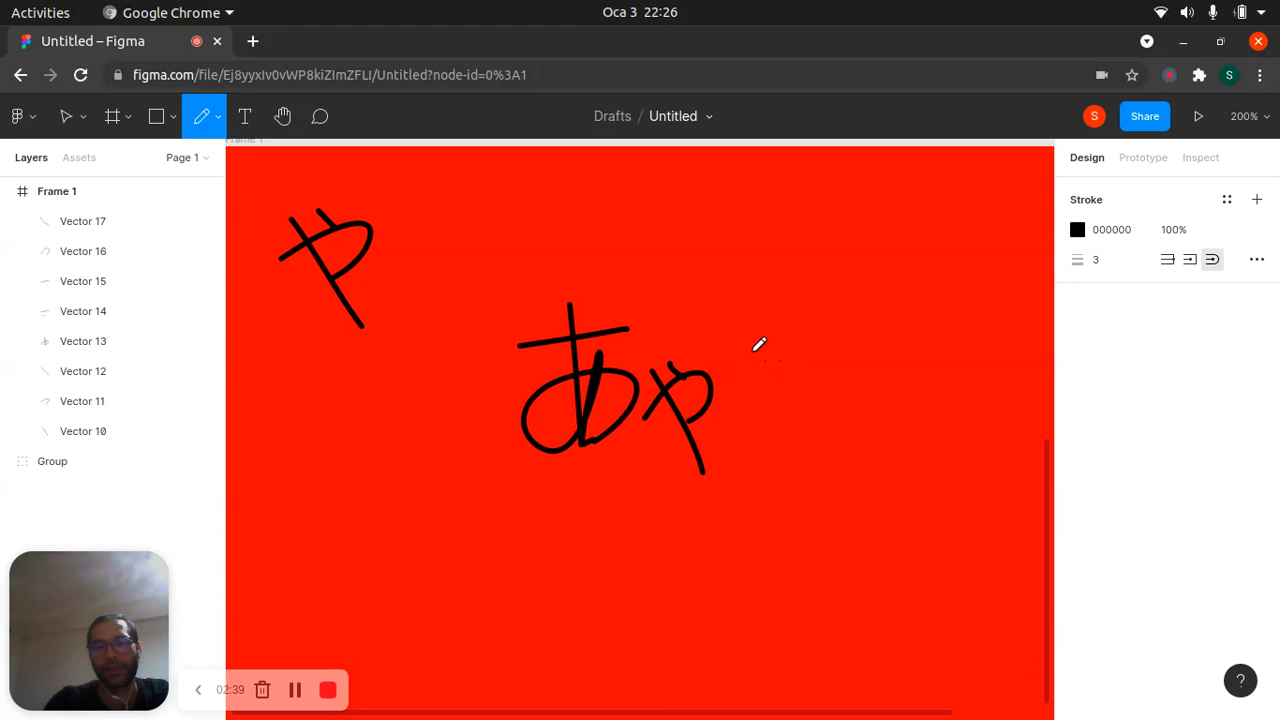 Activities Google Chrome Oca 3 22:26
Untitled – Figma
figma.com/file/Ej8yyxIv0vWP8kiZImZFLI/Untitled?node-id=0%3A1 S
T Drafts / Untitled S Share 200%
Layers Assets Page 1 Frame 1 Design Prototype Inspect
Frame 1 Stroke
Vector 17 000000 100%
Vector 16 3
Vector 15
Vector 14
Vector 13
Vector 12
Vector 11
Vector 10
Group
や
あや
02:39
?